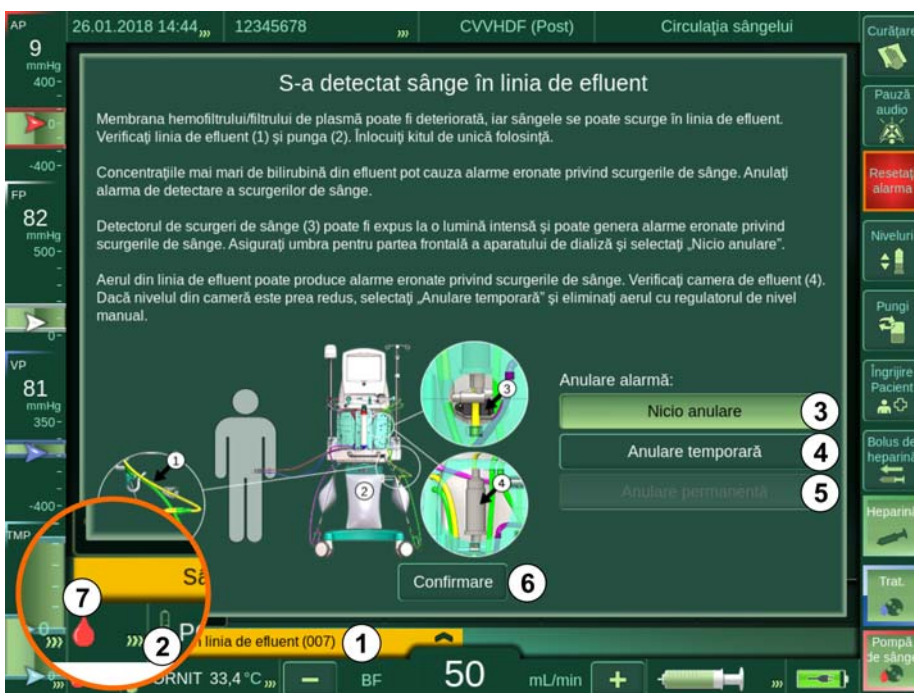 AP
26.01.2018 14:44
12345678
CVVHDF (Post)
Circulația sângelui
9
mmHg
400
0
-400
FP
82
mmHg
500
0
VP
81
mmHg
350
-400
TMP
0
S-a detectat sânge în linia de efluent
Membrana hemofiltrului/filtrului de plasmă poate fi deteriorată, iar sângele se poate scurge în linia de efluent.
Verificați linia de efluent (1) și punga (2). Înlocuiți kitul de unică folosință.
Concentrațiile mai mari de bilirubină din efluent pot cauza alarme eronate privind scurgerile de sânge. Anulați
alarma de detectare a scurgerilor de sânge.
Detectorul de scurgeri de sânge (3) poate fi expus la o lumină intensă și poate genera alarme eronate privind
scurgerile de sânge. Asigurați umbra pentru partea frontală a aparatului de dializă și selectați „Nicio anulare”.
Aerul din linia de efluent poate produce alarme eronate privind scurgerile de sânge. Verificați camera de efluent (4).
Dacă nivelul din cameră este prea redus, selectați „Anulare temporară” și eliminați aerul cu regulatorul de nivel
manual.
1
2
3
4
Anulare alarmă:
Nicio anulare 3
Anulare temporară 4
Anulare permanentă 5
Confirmare 6
7
2
linia de efluent (007) 1
33,4 °C
BF
50
mL/min
Curățare
Pauză
audio
Resetați
alarma
Niveluri
Pungi
Îngrijire
Pacient
Bolus de
heparină
Heparină
Trat.
Pompă
de sânge